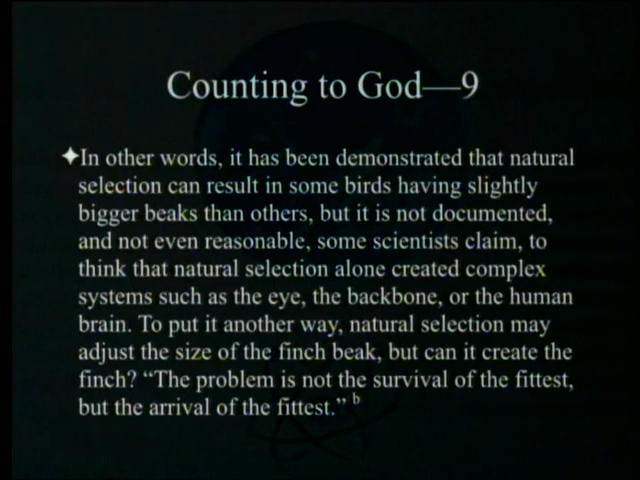 Counting to God—9
✦In other words, it has been demonstrated that natural
selection can result in some birds having slightly
bigger beaks than others, but it is not documented,
and not even reasonable, some scientists claim, to
think that natural selection alone created complex
systems such as the eye, the backbone, or the human
brain. To put it another way, natural selection may
adjust the size of the finch beak, but can it create the
finch? “The problem is not the survival of the fittest,
but the arrival of the fittest.” b